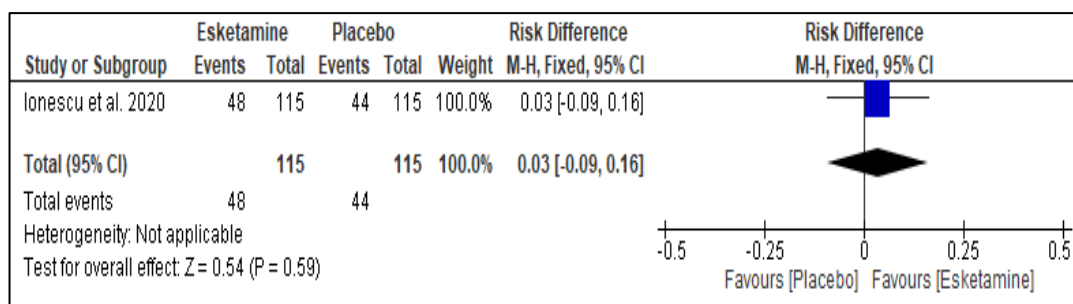 Esketamine Placebo Risk Difference Risk Difference
Study or Subgroup Events Total Events Total Weight M-H, Fixed, 95% CI M-H, Fixed, 95% CI
Ionescu et al. 2020 48 115 44 115 100.0% 0.03 [-0.09, 0.16]
Total (95% CI) 115 115 100.0% 0.03 [-0.09, 0.16]
Total events 48 44
Heterogeneity: Not applicable
Test for overall effect: Z = 0.54 (P = 0.59)
-0.5 -0.25 0 0.25 0.5
Favours [Placebo] Favours [Esketamine]